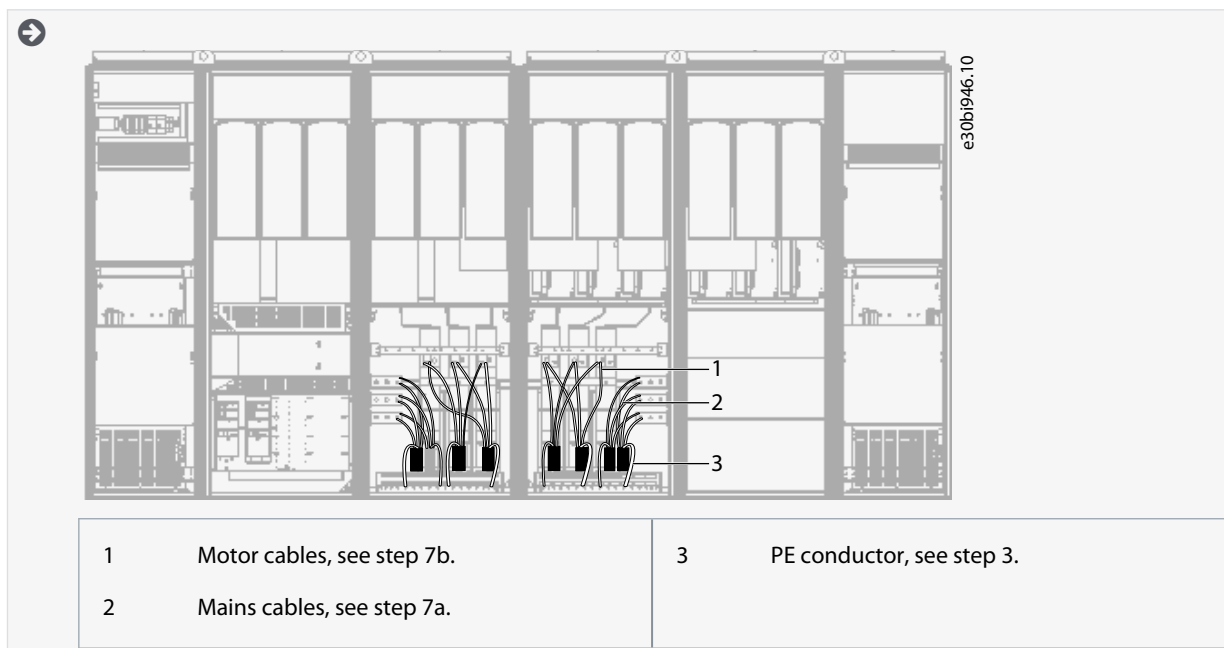 e30bi946.10
1
2
3
1 Motor cables, see step 7b.
2 Mains cables, see step 7a.
3 PE conductor, see step 3.